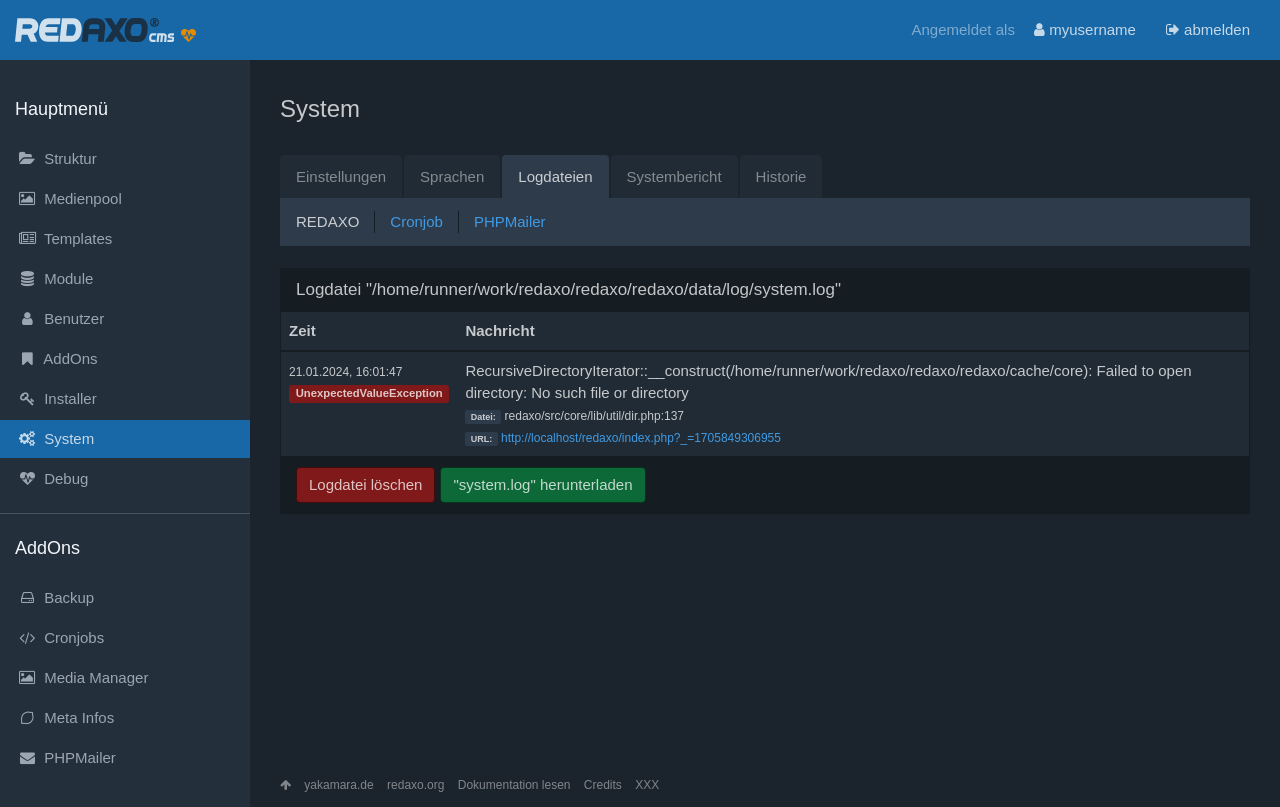 REDAXO® cms
Angemeldet als myusername abmelden
Hauptmenü
Struktur
Medienpool
Templates
Module
Benutzer
AddOns
Installer
System
Debug
AddOns
Backup
Cronjobs
Media Manager
Meta Infos
PHPMailer
System
Einstellungen Sprachen Logdateien Systembericht Historie
REDAXO Cronjob PHPMailer
Logdatei "/home/runner/work/redaxo/redaxo/redaxo/data/log/system.log"
Zeit Nachricht
21.01.2024, 16:01:47
UnexpectedValueException
RecursiveDirectoryIterator::__construct(/home/runner/work/redaxo/redaxo/redaxo/cache/core): Failed to open
directory: No such file or directory
Datei: redaxo/src/core/lib/util/dir.php:137
URL: http://localhost/redaxo/index.php?_=1705849306955
Logdatei löschen "system.log" herunterladen
yakamara.de redaxo.org Dokumentation lesen Credits XXX